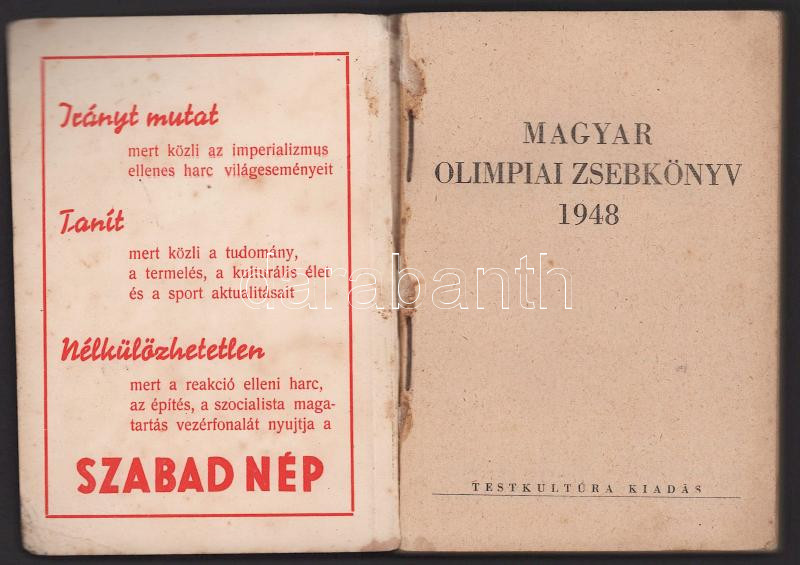 Irányt mutat
mert közli az imperializmus
ellenes harc világeseményeit
Tanít
mert közli a tudomány,
a termelés, a kulturális élet
és a sport aktualitásait
Nélkülözhetetlen
mert a reakció elleni harc,
az építés, a szocialista maga-
tartás vezérfonalát nyujtja a
SZABAD NÉP
MAGYAR
OLIMPIAI ZSEBKÖNYV
1948
TESTKULTÚRA KIADÁS
darabanth